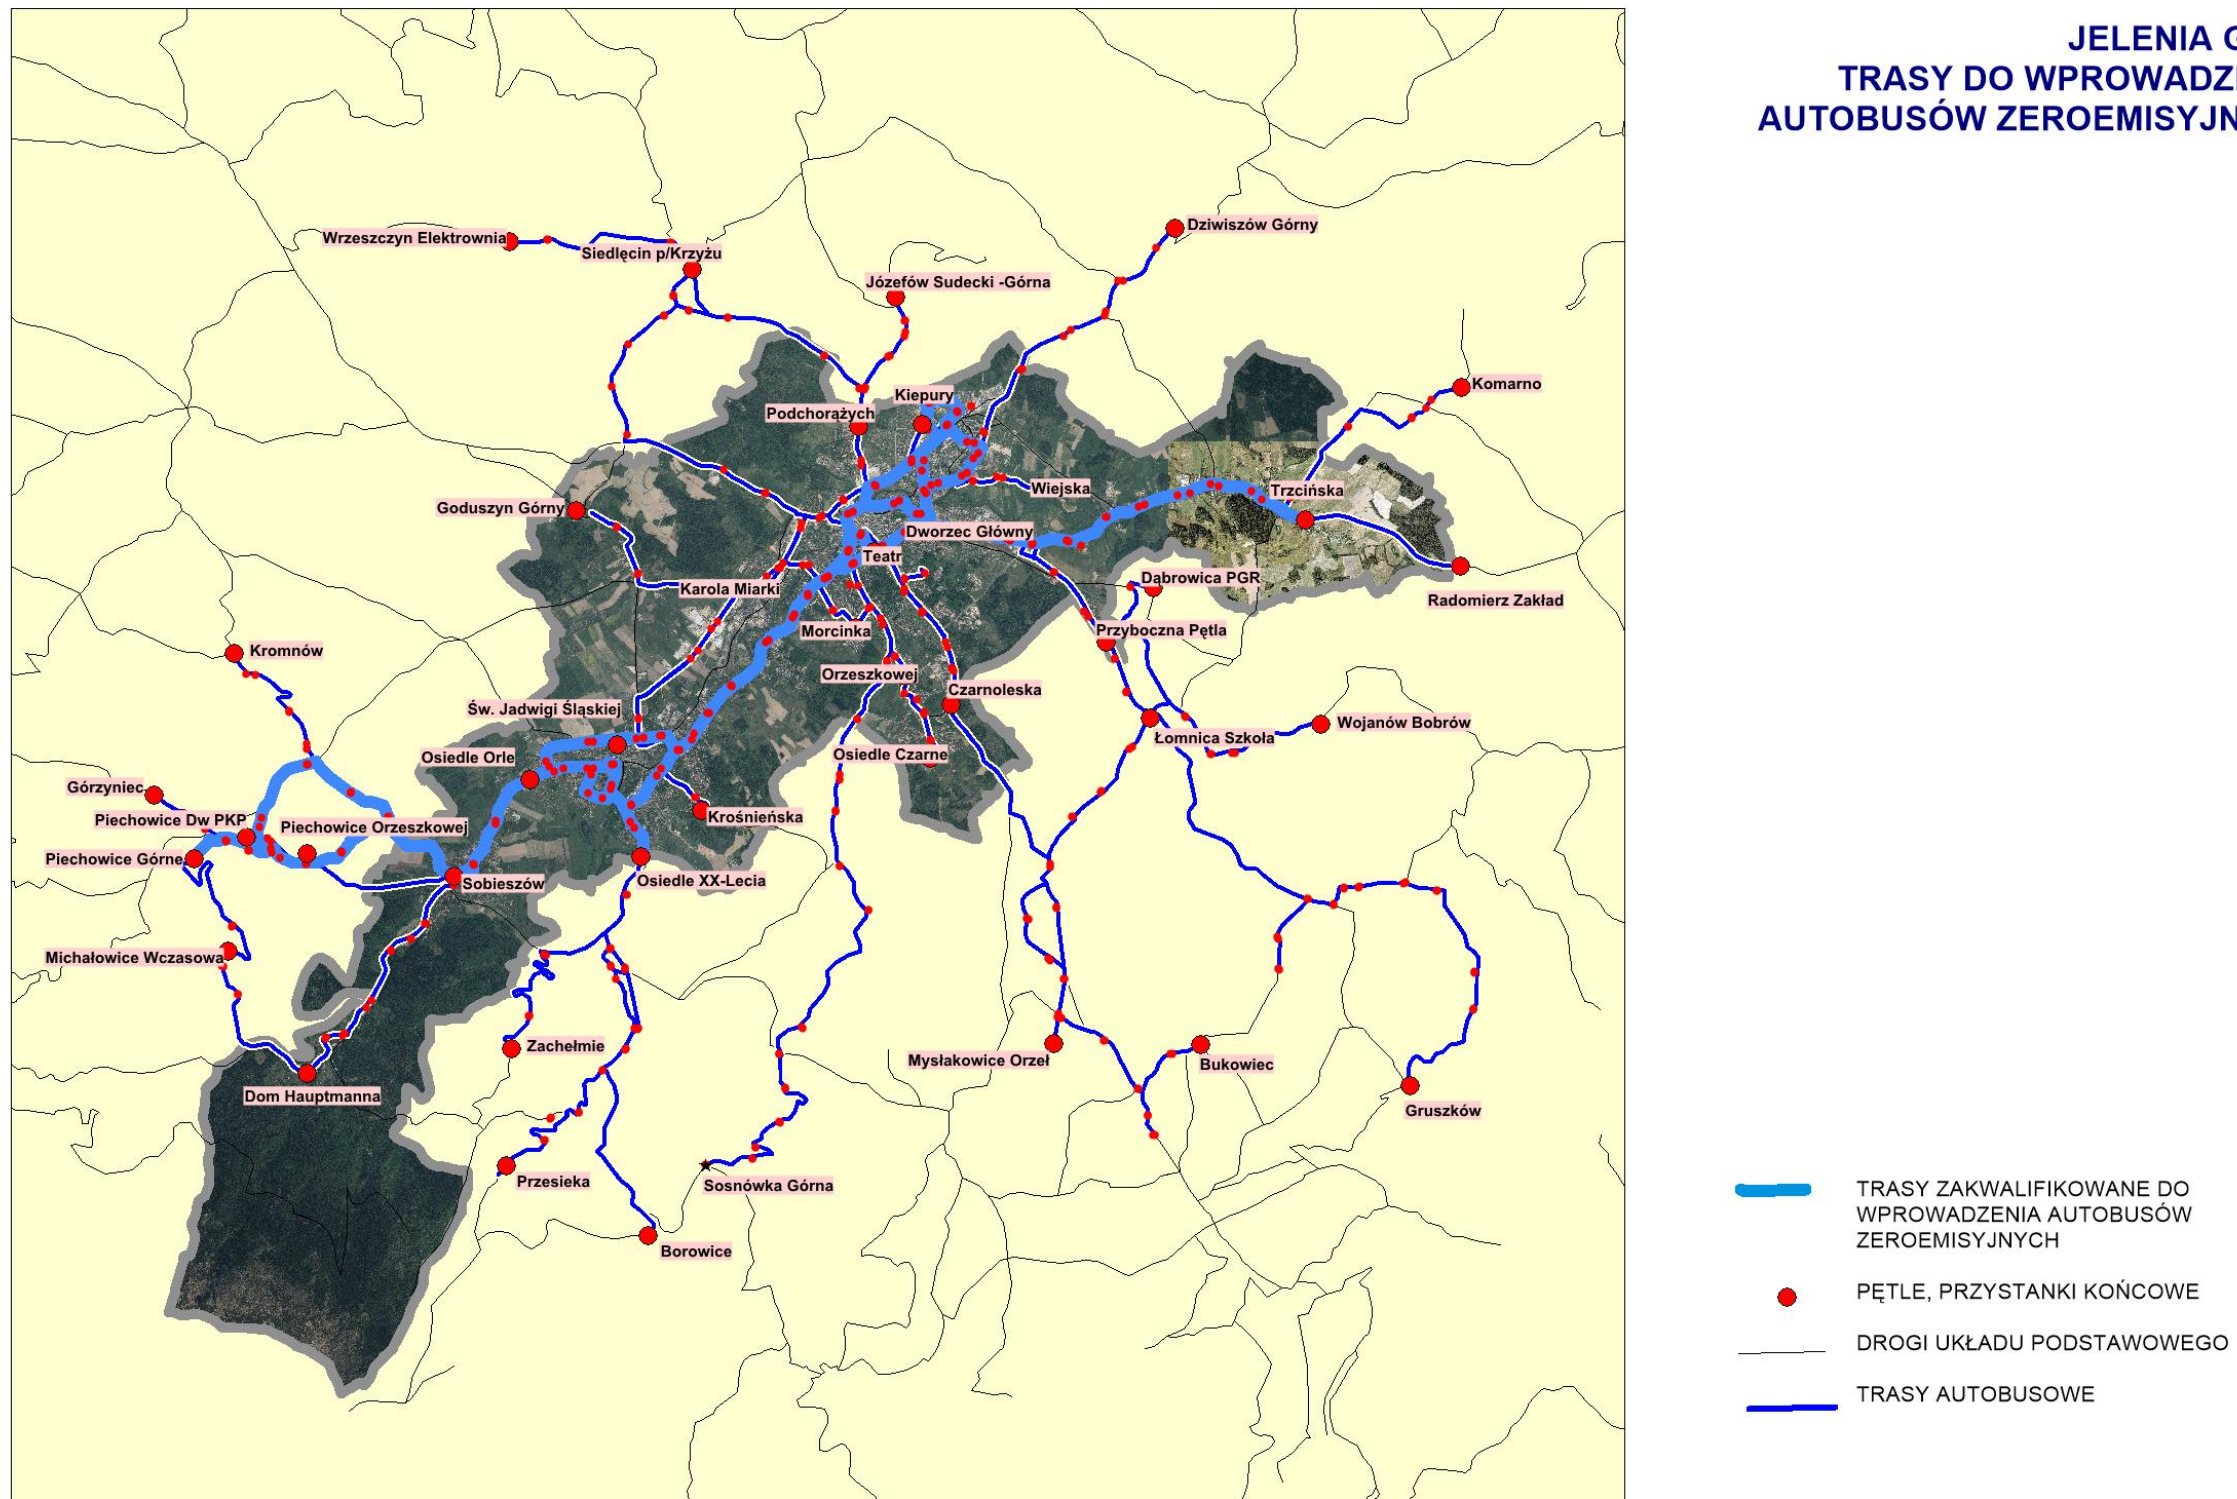 JELENIA G
TRASY DO WPROWADZ
AUTOBUSÓW ZEROEMISYJN
Dziwiszów Górny
Wrzeszczyn Elektrownia
Siedlęcin p/Krzyżu
Józefów Sudecki -Górna
Komarno
Kiepury
Podchorążych
Wiejska
Trzcińska
Goduszyn Górny
Dworzec Główny
Teatr
Dąbrowica PGR
Karola Miarki
Radomierz Zakład
Morcinka
Przyboczna Pętla
Kromnów
Orzeszkowej
Czarnoleska
Św. Jadwigi Śląskiej
Wojanów Bobrów
Łomnica Szkoła
Osiedle Orle
Osiedle Czarne
Górzyniec
Piechowice Dw PKP
Piechowice Orzeszkowej
Krośnieńska
Piechowice Górne
Sobieszów
Osiedle XX-Lecia
Michałowice Wczasowa
Zachełmie
Mysłakowice Orzeł
Bukowiec
Dom Hauptmanna
Gruszków
Przesieka
Sosnówka Górna
Borowice
TRASY ZAKWALIFIKOWANE DO
WPROWADZENIA AUTOBUSÓW
ZEROEMISYJNYCH
PĘTLE, PRZYSTANKI KOŃCOWE
DROGI UKŁADU PODSTAWOWEGO
TRASY AUTOBUSOWE